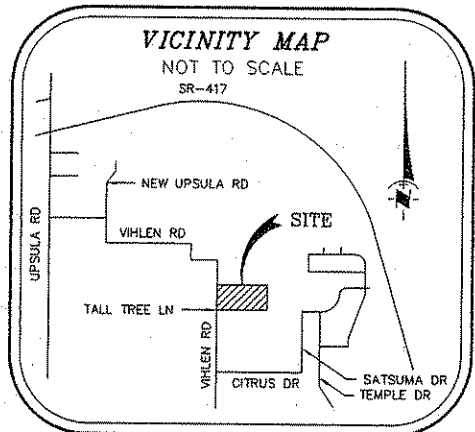 VICINITY MAP
NOT TO SCALE
SR-417
NEW UPSULA RD
UPSULA RD
VIHLEN RD
SITE
TALL TREE LN
VIHLEN RD
CITRUS DR
SATSUMA DR
TEMPLE DR
N